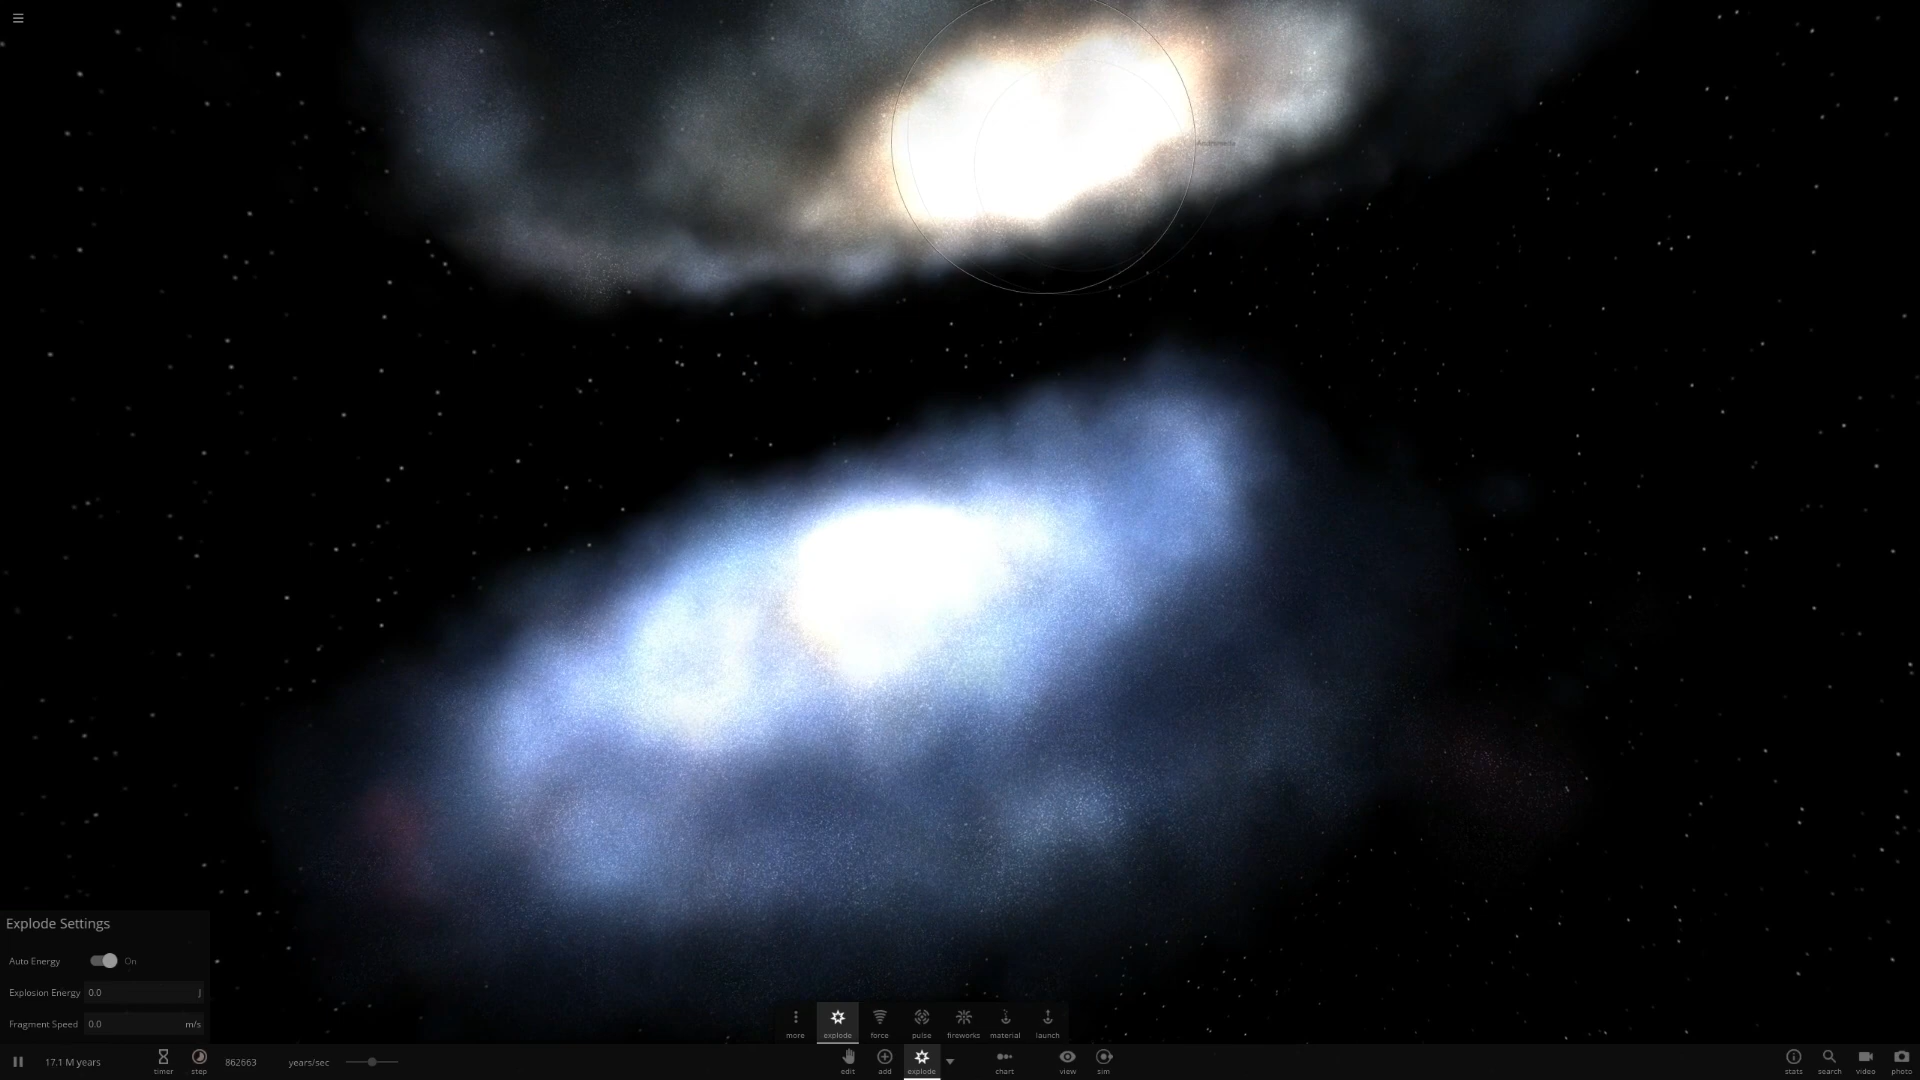 Andromeda
Explode Settings
Auto Energy On
Explosion Energy 0.0 J
Fragment Speed 0.0 m/s
more explode force pulse fireworks material launch
17.1 M years timer step 862663 years/sec edit add explode chart view sim stats search video photo